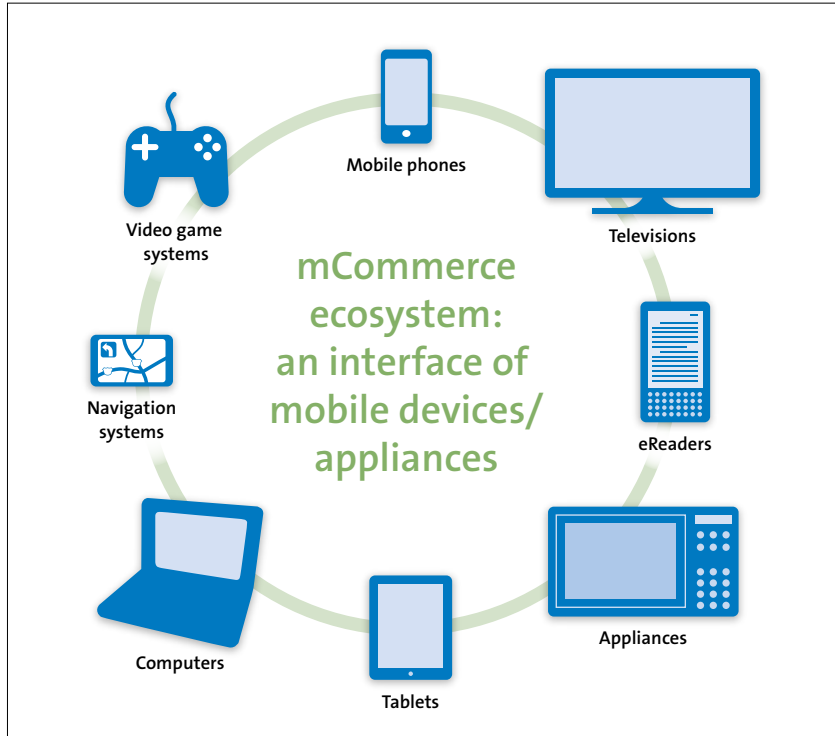 Mobile phones
Televisions
Video game
systems
mCommerce
ecosystem:
an interface of
mobile devices/
appliances
Navigation
systems
eReaders
Computers
Appliances
Tablets